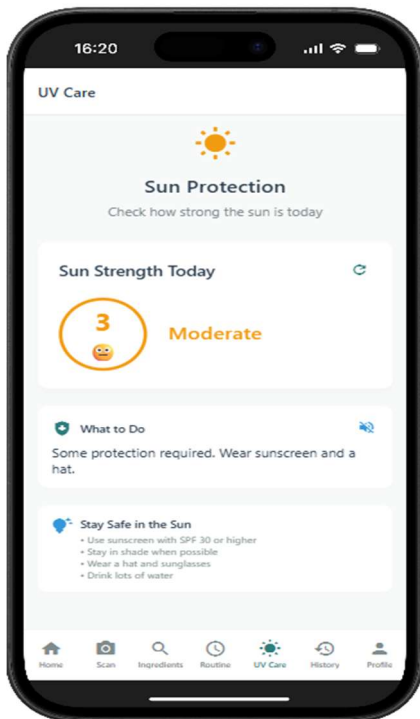 16:20
UV Care
Sun Protection
Check how strong the sun is today
Sun Strength Today
3
Moderate
What to Do
Some protection required. Wear sunscreen and a
hat.
Stay Safe in the Sun
• Use sunscreen with SPF 30 or higher
• Stay in shade when possible
• Wear a hat and sunglasses
• Drink lots of water
Home Scan Ingredients Routine UV Care History Profile